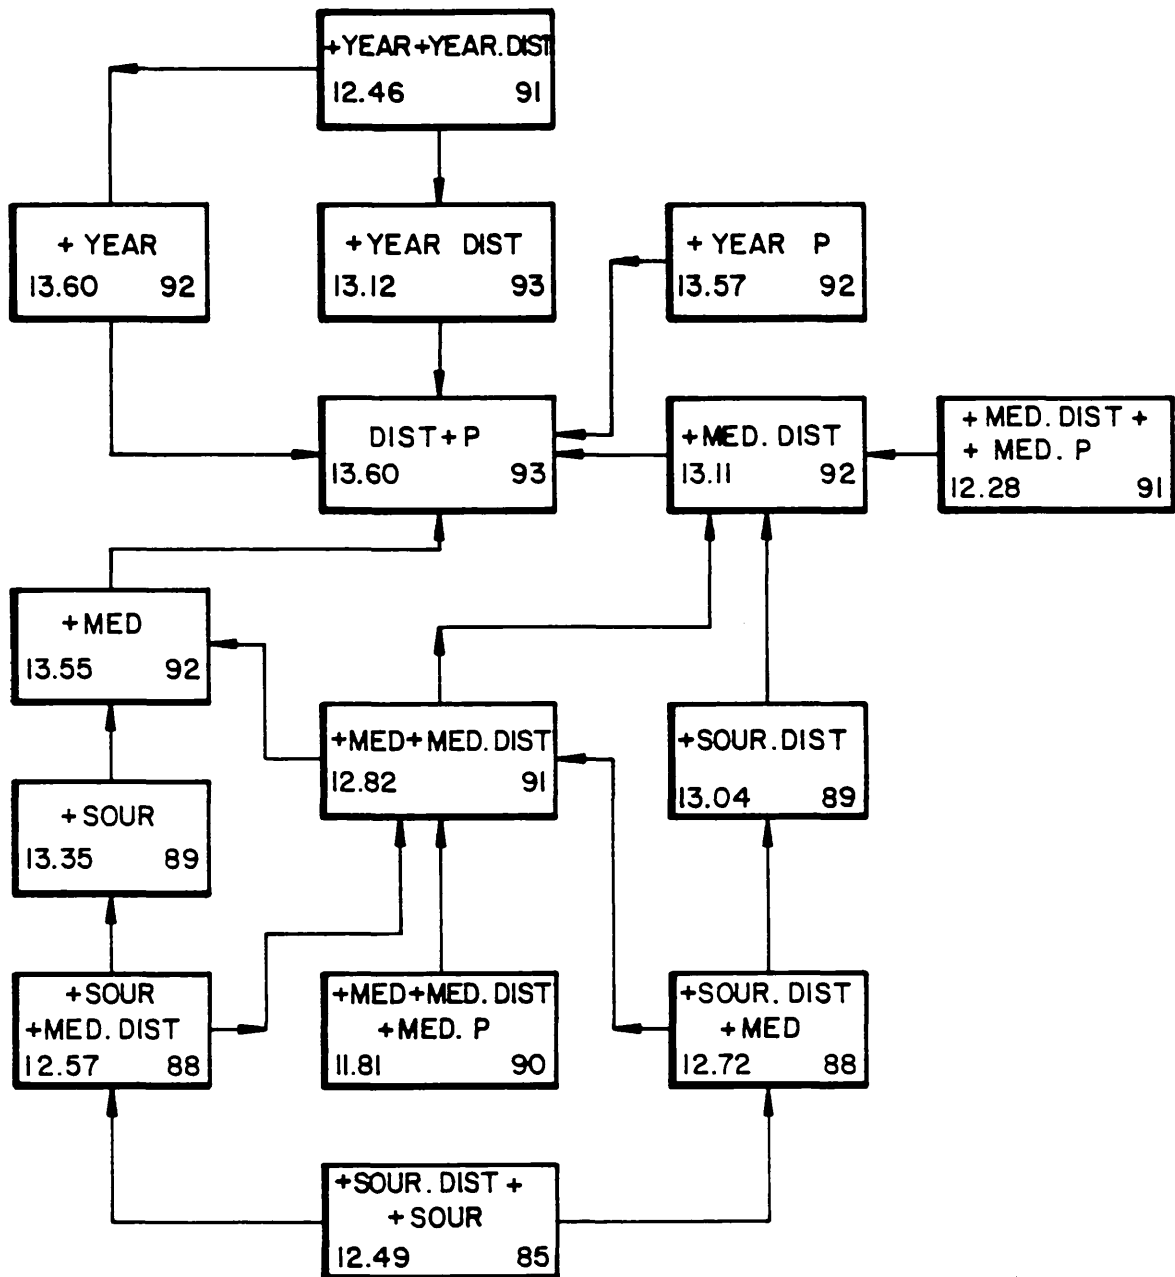 +YEAR+YEAR.DIST
12.46 91
+ YEAR
13.60 92
+YEAR DIST
13.12 93
+ YEAR P
13.57 92
DIST+P
13.60 93
+MED. DIST
13.11 92
+ MED. DIST +
+ MED. P
12.28 91
+MED
13.55 92
+MED+MED. DIST
12.82 91
+SOUR. DIST
13.04 89
+SOUR
13.35 89
+SOUR
+MED. DIST
12.57 88
+MED+MED. DIST
+MED. P
11.81 90
+SOUR. DIST
+MED
12.72 88
+SOUR. DIST +
+SOUR
12.49 85